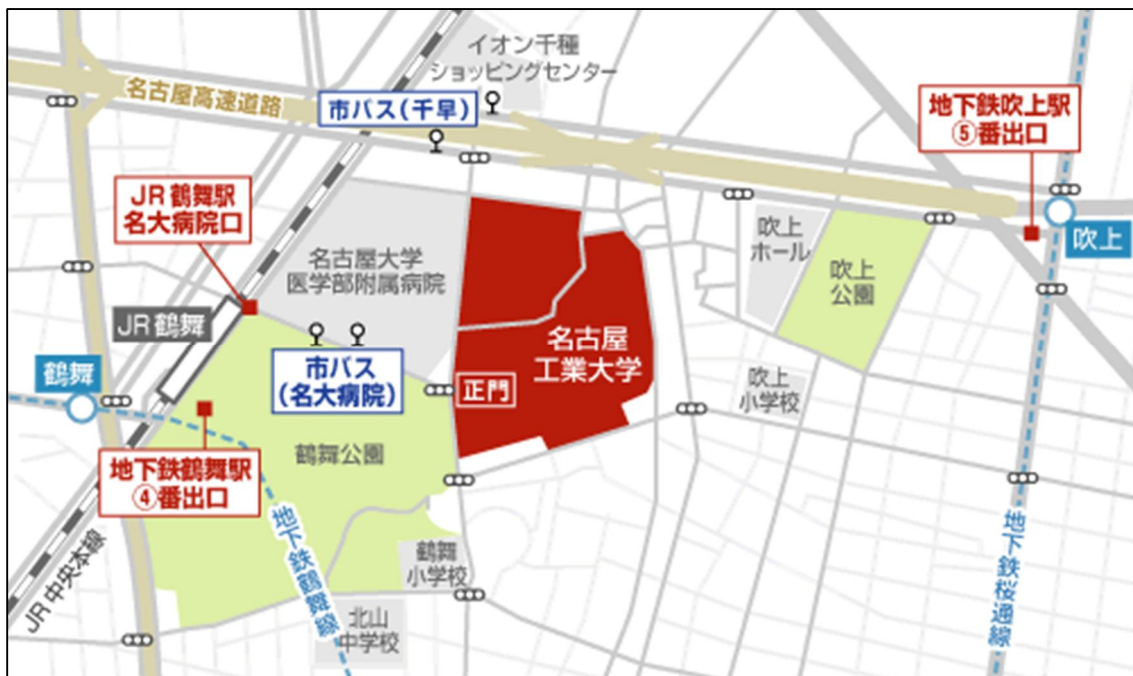 イオン千種
ショッピングセンター
名古屋高速道路
市バス(千早)
地下鉄吹上駅
⑤番出口
JR鶴舞駅
名大病院口
吹上
吹上
ホール
吹上
公園
名古屋大学
医学部附属病院
JR鶴舞
名古屋
工業大学
鶴舞
市バス
(名大病院)
正門
吹上
小学校
鶴舞公園
地下鉄鶴舞駅
④番出口
地下鉄鶴舞線
地下鉄桜通線
JR中央本線
鶴舞
小学校
北山
中学校